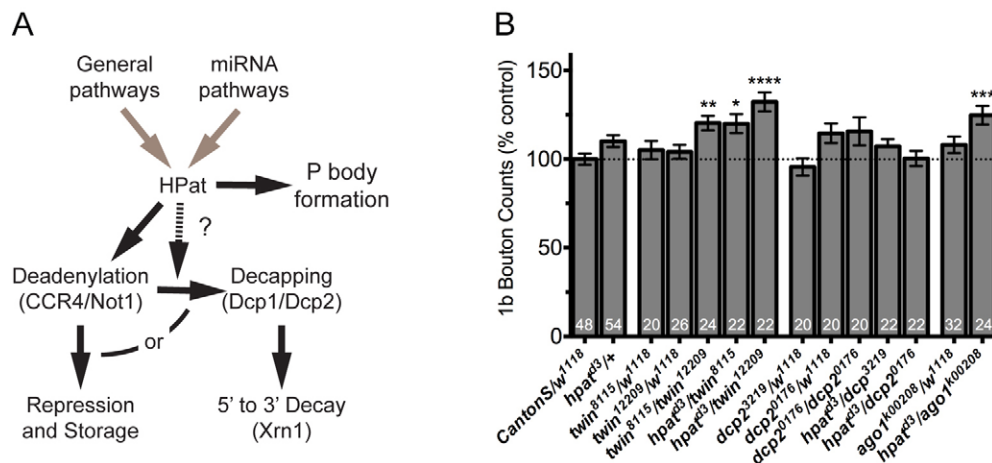 A
General
pathways
miRNA
pathways
HPat
P body
formation
?
Deadenylation
(CCR4/Not1)
Decapping
(Dcp1/Dcp2)
or
Repression
and Storage
5' to 3' Decay
(Xrn1)
B
1b Bouton Counts (% control)
150
100
50
0
** * **** ***
48 54 20 26 24 22 22 20 20 20 22 22 32 24
CantonS/w1118
hpatd3/+
twin8115/w1118
twin12209/w1118
twin8115/twin12209
hpatd3/twin8115
hpatd3/twin12209
dcp23219/w1118
dcp20176/w1118
dcp20176/dcp20176
hpatd3/dcp3219
hpatd3/dcp20176
ago1k00208/w1118
hpatd3/ago1k00208